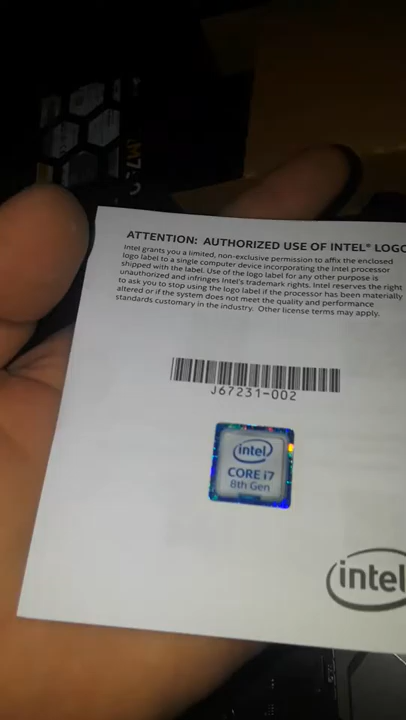 ATTENTION: AUTHORIZED USE OF INTEL® LOGO
Intel grants you a limited, non-exclusive permission to affix the enclosed
logo label to a single computer device incorporating the Intel processor
shipped with the label. Use of the logo label for any other purpose is
unauthorized and infringes Intel's trademark rights. Intel reserves the right
to ask you to stop using the logo label if the processor has been materially
altered or if the system does not meet the quality and performance
standards customary in the industry. Other license terms may apply.
J67231-002
intel
CORE i7
8th Gen
intel